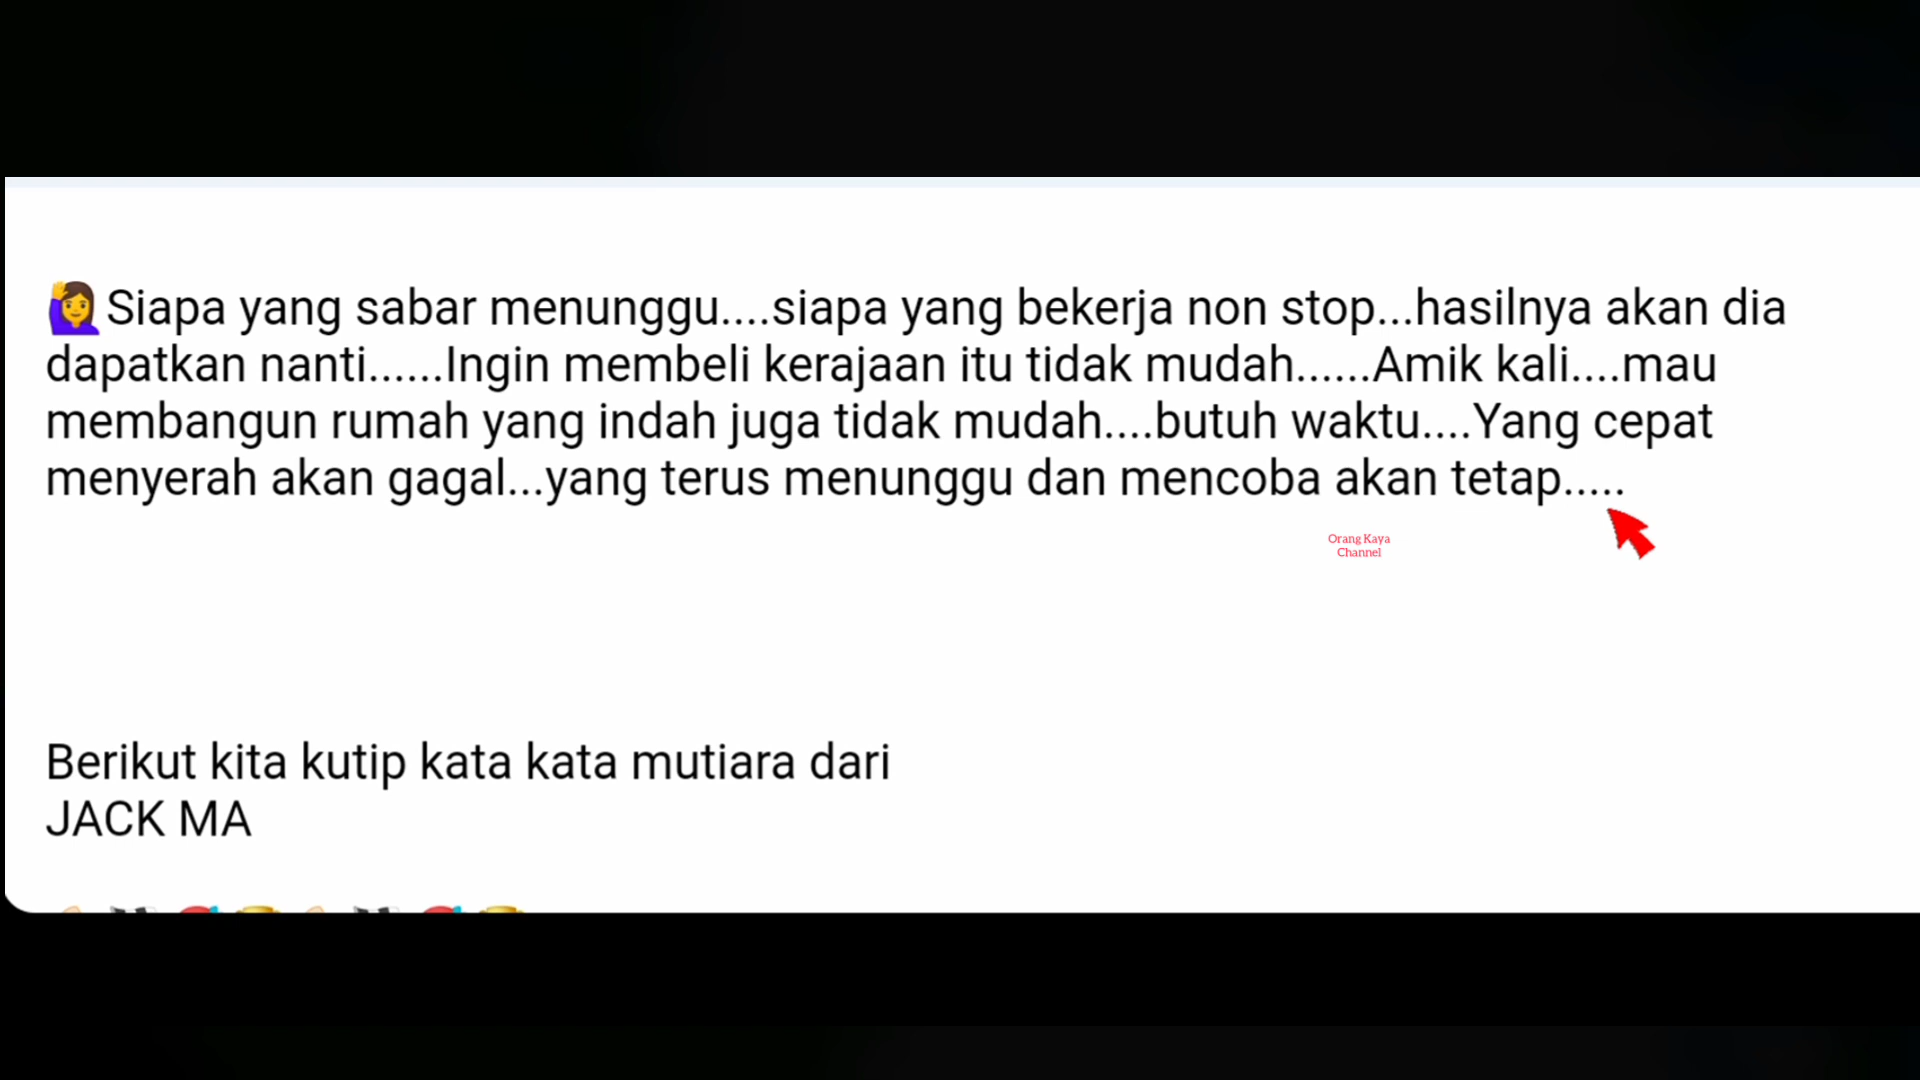 🙋‍♀️Siapa yang sabar menunggu....siapa yang bekerja non stop...hasilnya akan dia
dapatkan nanti......Ingin membeli kerajaan itu tidak mudah......Amik kali....mau
membangun rumah yang indah juga tidak mudah....butuh waktu....Yang cepat
menyerah akan gagal...yang terus menunggu dan mencoba akan tetap.....
Orang Kaya
Channel
Berikut kita kutip kata kata mutiara dari
JACK MA